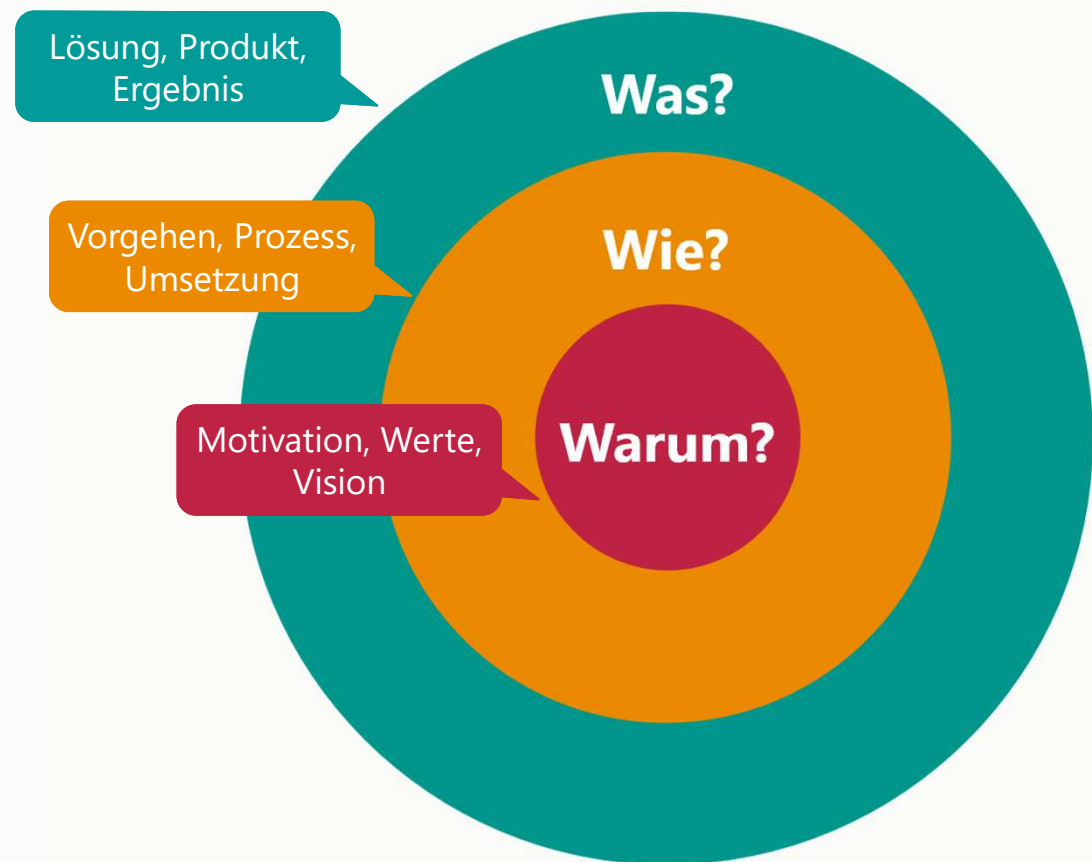 Lösung, Produkt,
Ergebnis
Was?
Vorgehen, Prozess,
Umsetzung
Wie?
Motivation, Werte,
Vision
Warum?